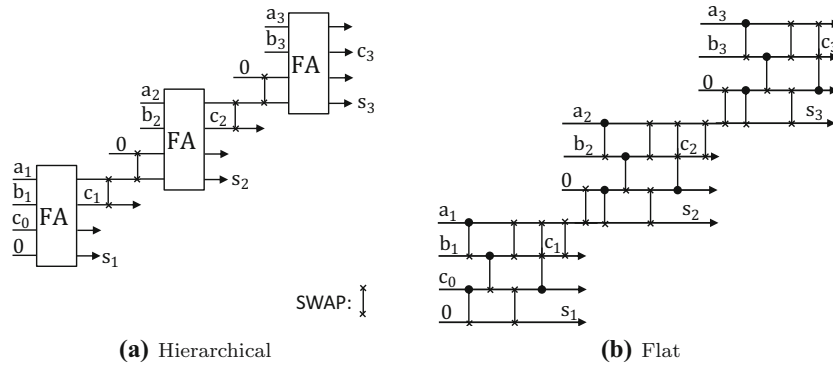 a3
b3
FA
c3
s3
0
a2
b2
FA
c2
s2
0
a1
b1
c0
0
FA
c1
s1
SWAP:
(a) Hierarchical
a3
b3
0
c3
s3
a2
b2
0
c2
s2
a1
b1
c0
0
c1
s1
(b) Flat